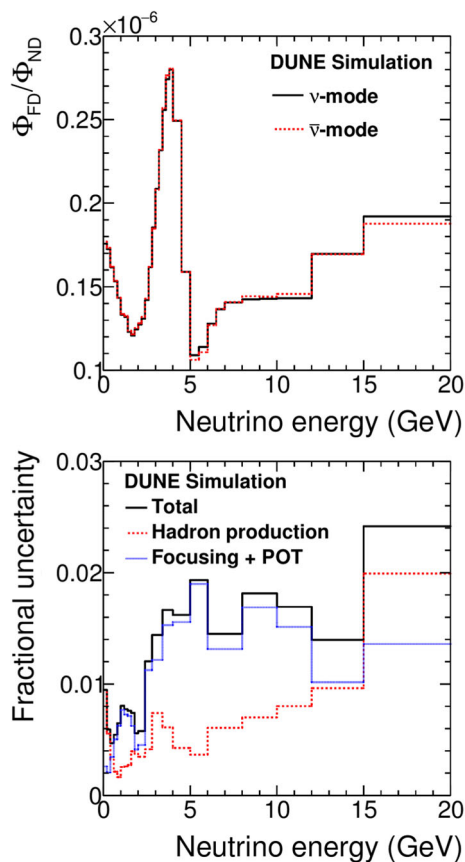 ×10⁻⁶
0.3
0.25
0.2
0.15
0.1
Φ_FD/Φ_ND
DUNE Simulation
ν-mode
ν̄-mode
0 5 10 15 20
Neutrino energy (GeV)
0.03
0.02
0.01
0
Fractional uncertainty
DUNE Simulation
Total
Hadron production
Focusing + POT
0 5 10 15 20
Neutrino energy (GeV)